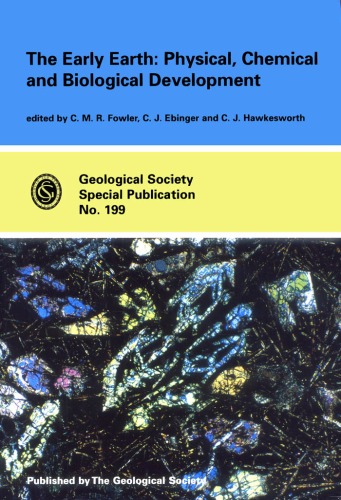 The Early Earth: Physical, Chemical
and Biological Development
edited by C. M. R. Fowler, C. J. Ebinger and C. J. Hawkesworth
Geological Society
Special Publication
No. 199
Published by The Geological Society